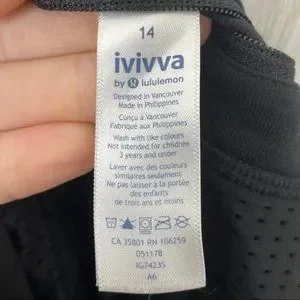 14
ivivva
by lululemon
Designed in Vancouver
Made in Philippines
Conçu a Vancouver
Fabriqué aux Philippines
Wash with like colours
Not intended for children
3 years and under
Laver avec des couleurs
similaires seulement
Ne pas laisser a la portée
des enfants
de trois ans et moins
CA 35801 RN 106259
051178
IG74235
A6